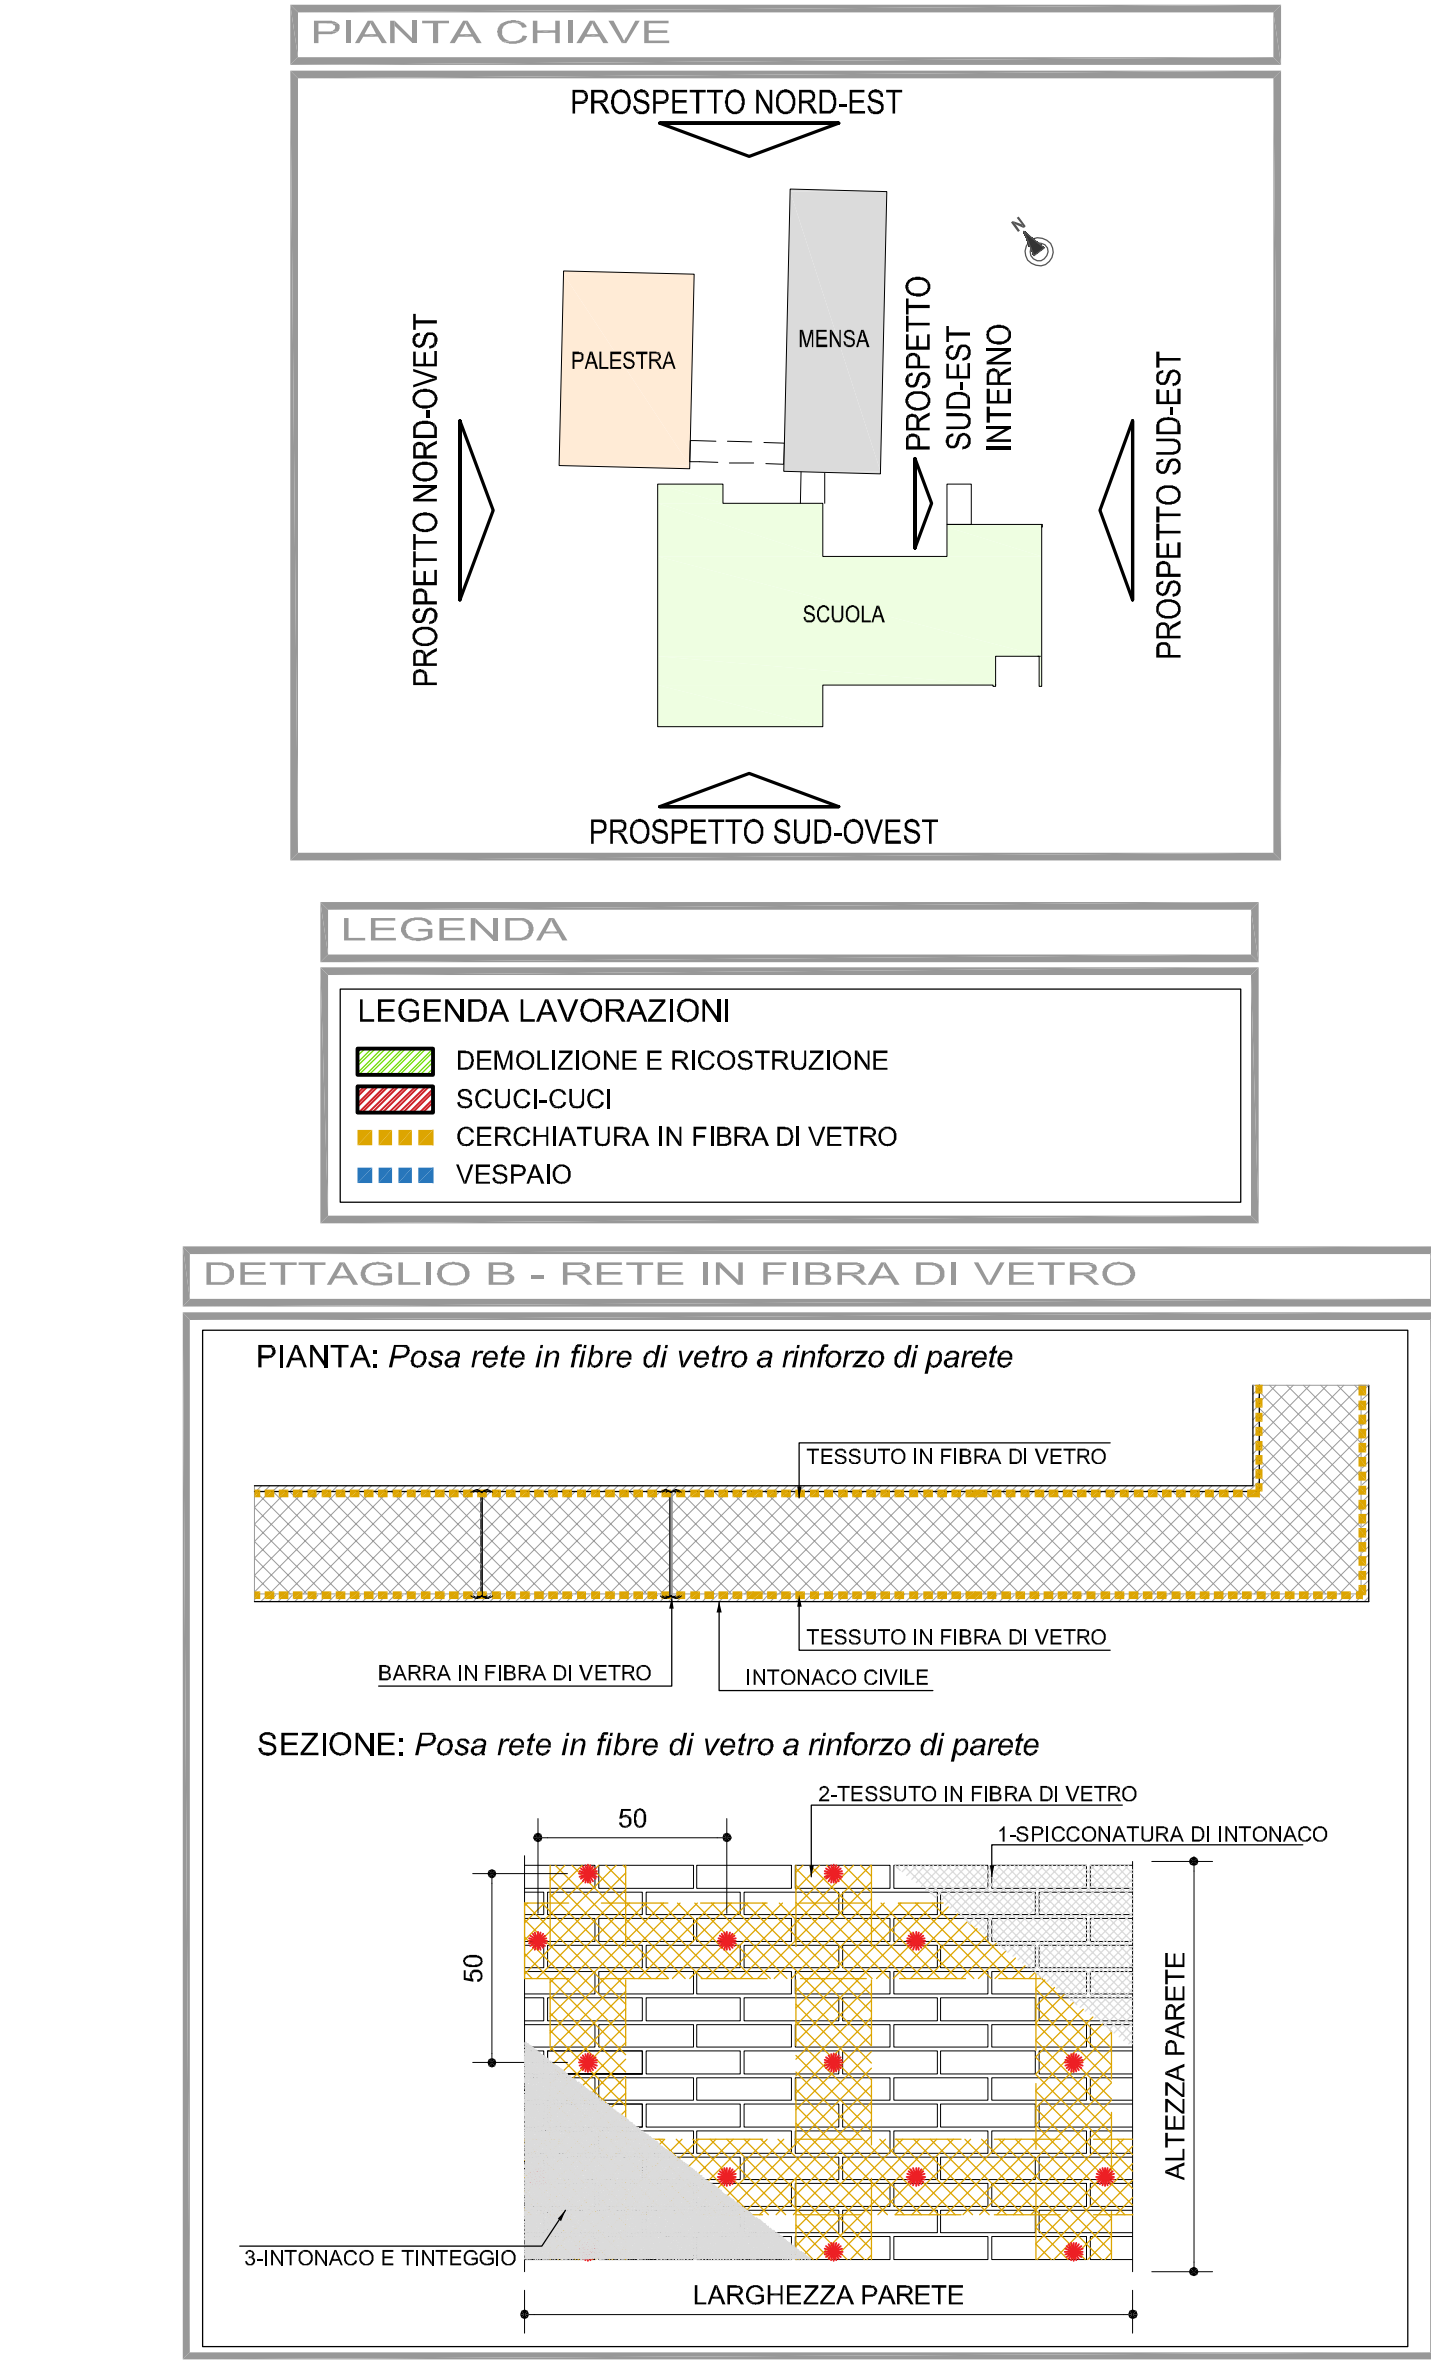 PIANTA CHIAVE
PROSPETTO NORD-EST
N
MENSA
PALESTRA
PROSPETTO
SUD-EST
INTERNO
PROSPETTO NORD-OVEST
PROSPETTO SUD-EST
SCUOLA
PROSPETTO SUD-OVEST
LEGENDA
LEGENDA LAVORAZIONI
DEMOLIZIONE E RICOSTRUZIONE
SCUCI-CUCI
CERCHIATURA IN FIBRA DI VETRO
VESPAIO
DETTAGLIO B - RETE IN FIBRA DI VETRO
PIANTA: Posa rete in fibre di vetro a rinforzo di parete
TESSUTO IN FIBRA DI VETRO
TESSUTO IN FIBRA DI VETRO
BARRA IN FIBRA DI VETRO
INTONACO CIVILE
SEZIONE: Posa rete in fibre di vetro a rinforzo di parete
2-TESSUTO IN FIBRA DI VETRO
50
1-SPICCONATURA DI INTONACO
50
ALTEZZA PARETE
3-INTONACO E TINTEGGIO
LARGHEZZA PARETE